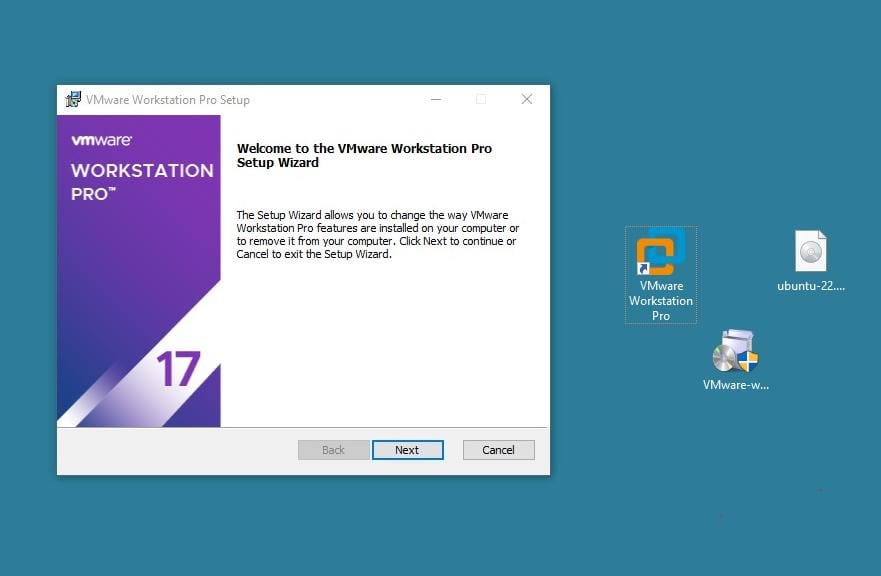 VMware Workstation Pro Setup
vmware®
WORKSTATION
PRO™
17
Welcome to the VMware Workstation Pro
Setup Wizard
The Setup Wizard allows you to change the way VMware
Workstation Pro features are installed on your computer or
to remove it from your computer. Click Next to continue or
Cancel to exit the Setup Wizard.
Back
Next
Cancel
VMware
Workstation
Pro
ubuntu-22....
VMware-w...